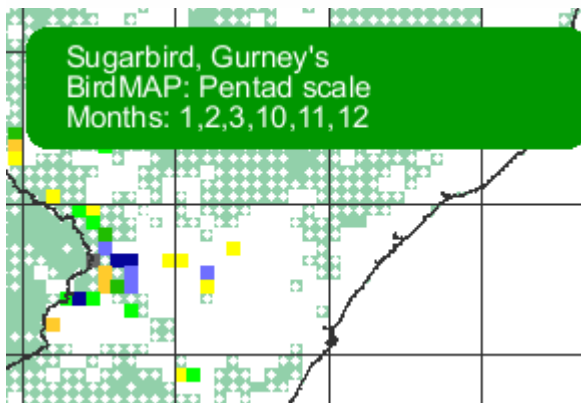 Sugarbird, Gurney's
BirdMAP: Pentad scale
Months: 1,2,3,10,11,12